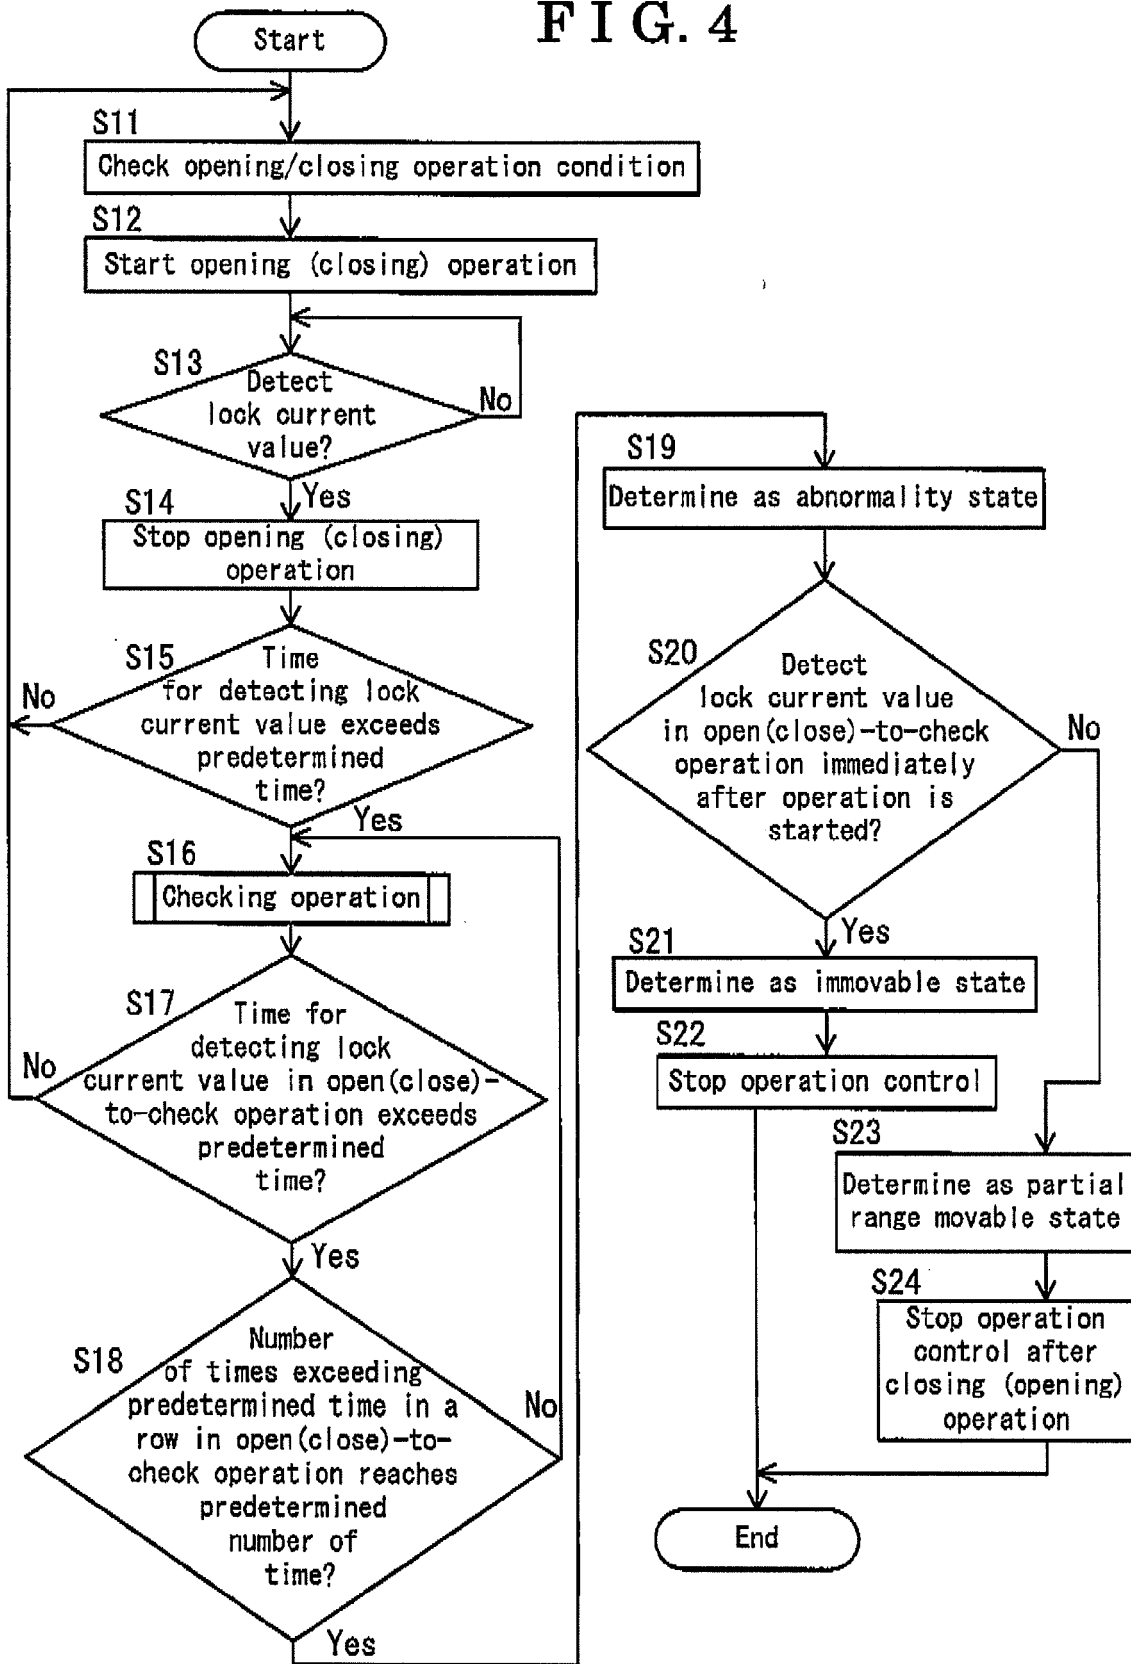 FIG. 4
Start
S11
Check opening/closing operation condition
S12
Start opening (closing) operation
S13
Detect
lock current
value?
No
Yes
S14
Stop opening (closing)
operation
S15
Time
for detecting lock
current value exceeds
predetermined
time?
No
Yes
S16
Checking operation
S17
Time for
detecting lock
current value in open(close)-
to-check operation exceeds
predetermined
time?
No
Yes
S18
Number
of times exceeding
predetermined time in a
row in open(close)-to-
check operation reaches
predetermined
number of
time?
No
Yes
S19
Determine as abnormality state
S20
Detect
lock current value
in open(close)-to-check
operation immediately
after operation is
started?
No
Yes
S21
Determine as immovable state
S22
Stop operation control
S23
Determine as partial
range movable state
S24
Stop operation
control after
closing (opening)
operation
End